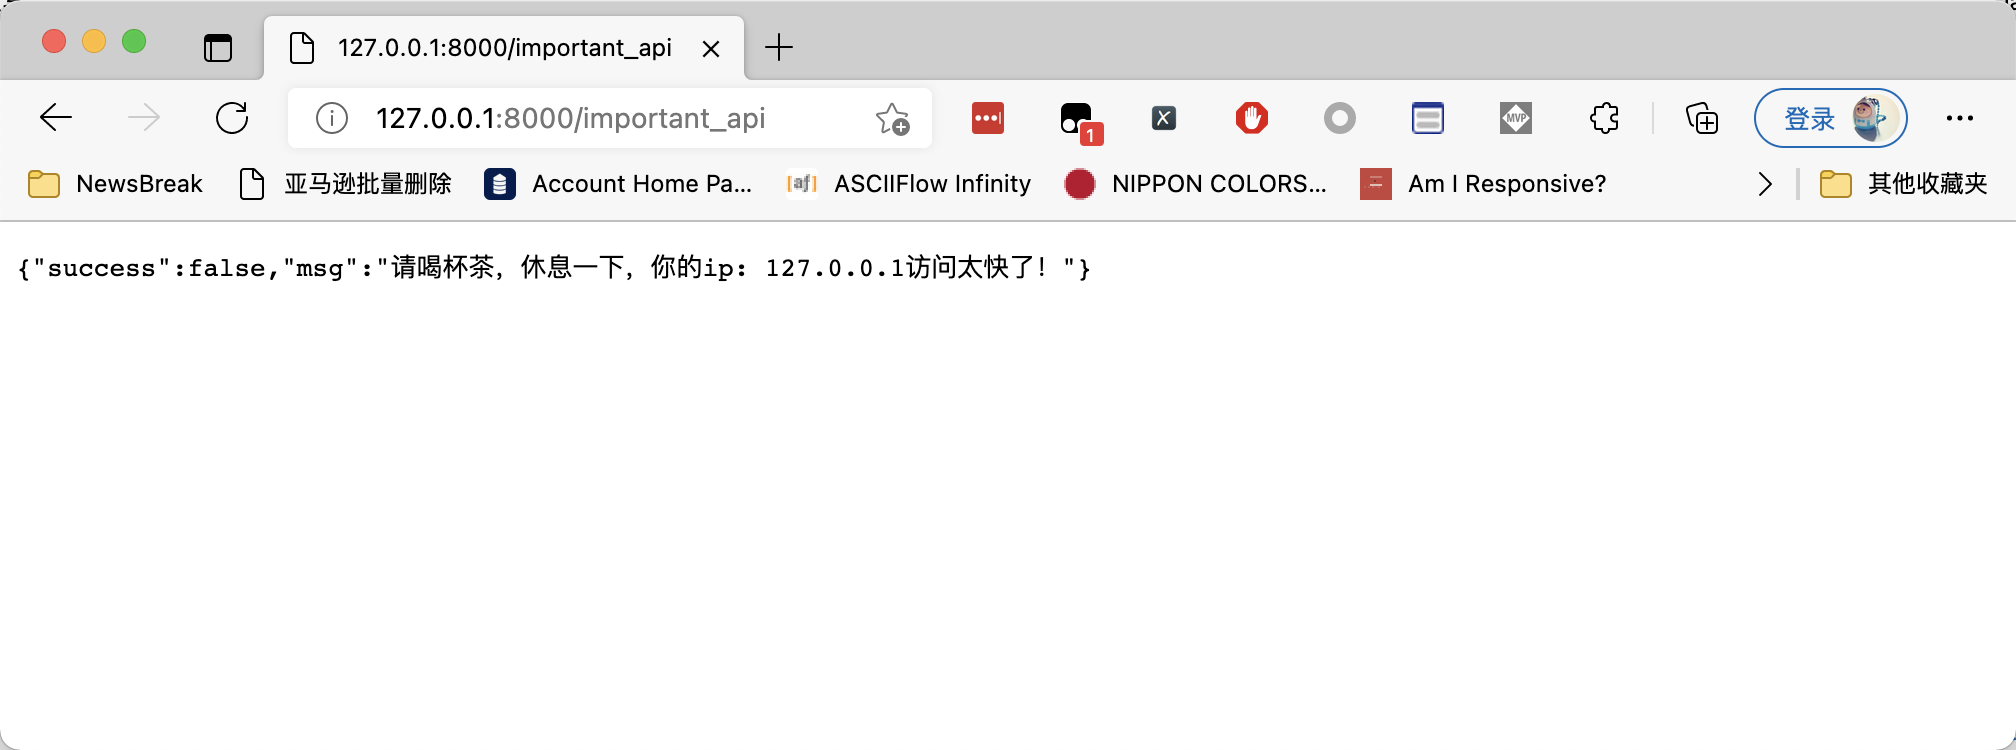 127.0.0.1:8000/important_api
127.0.0.1:8000/important_api
1
X
MVP
登录
NewsBreak
亚马逊批量删除
Account Home Pa...
[af]
ASCIIFlow Infinity
NIPPON COLORS...
Am I Responsive?
其他收藏夹
{"success":false,"msg":"请喝杯茶，休息一下，你的ip：127.0.0.1访问太快了！"}